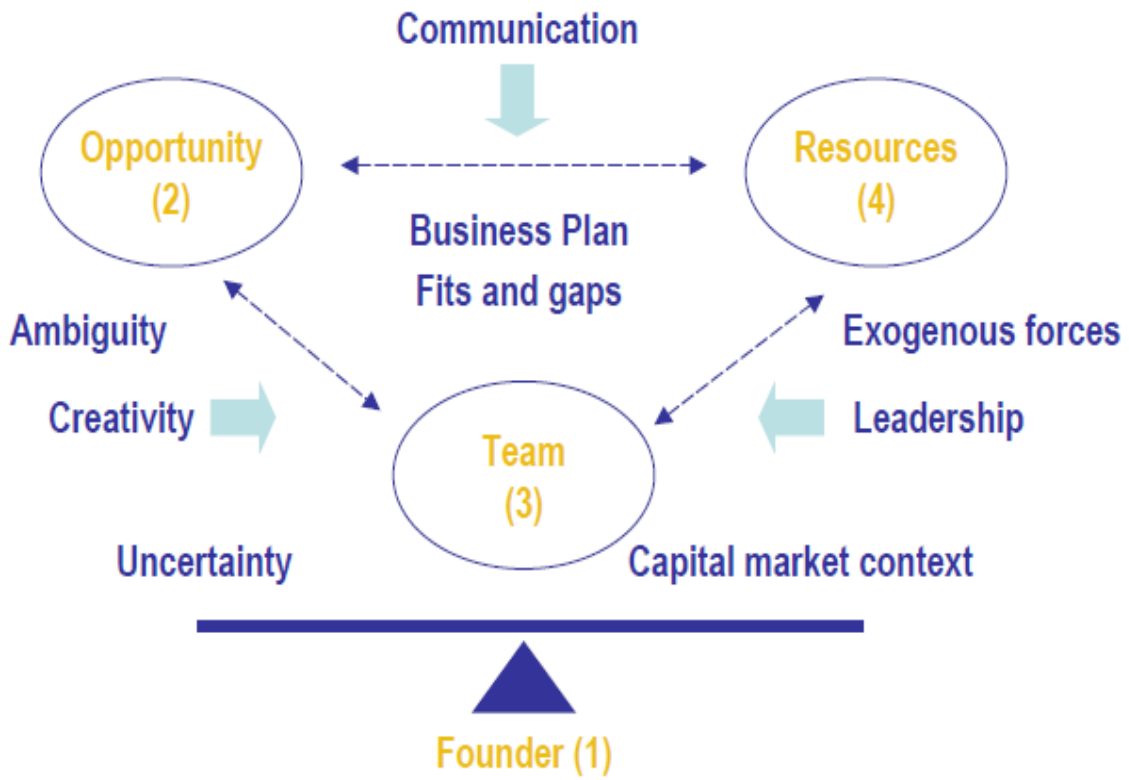 Communication
Opportunity
(2)
Resources
(4)
Business Plan
Fits and gaps
Ambiguity
Exogenous forces
Creativity
Leadership
Team
(3)
Uncertainty
Capital market context
Founder (1)